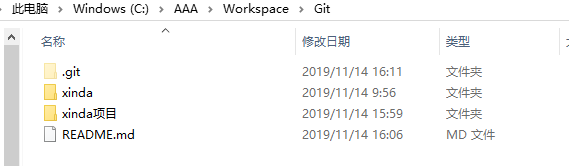 此电脑 > Windows (C:) > AAA > Workspace > Git
名称 修改日期 类型
.git 2019/11/14 16:11 文件夹
xinda 2019/11/14 9:56 文件夹
xinda项目 2019/11/14 15:59 文件夹
README.md 2019/11/14 16:06 MD 文件